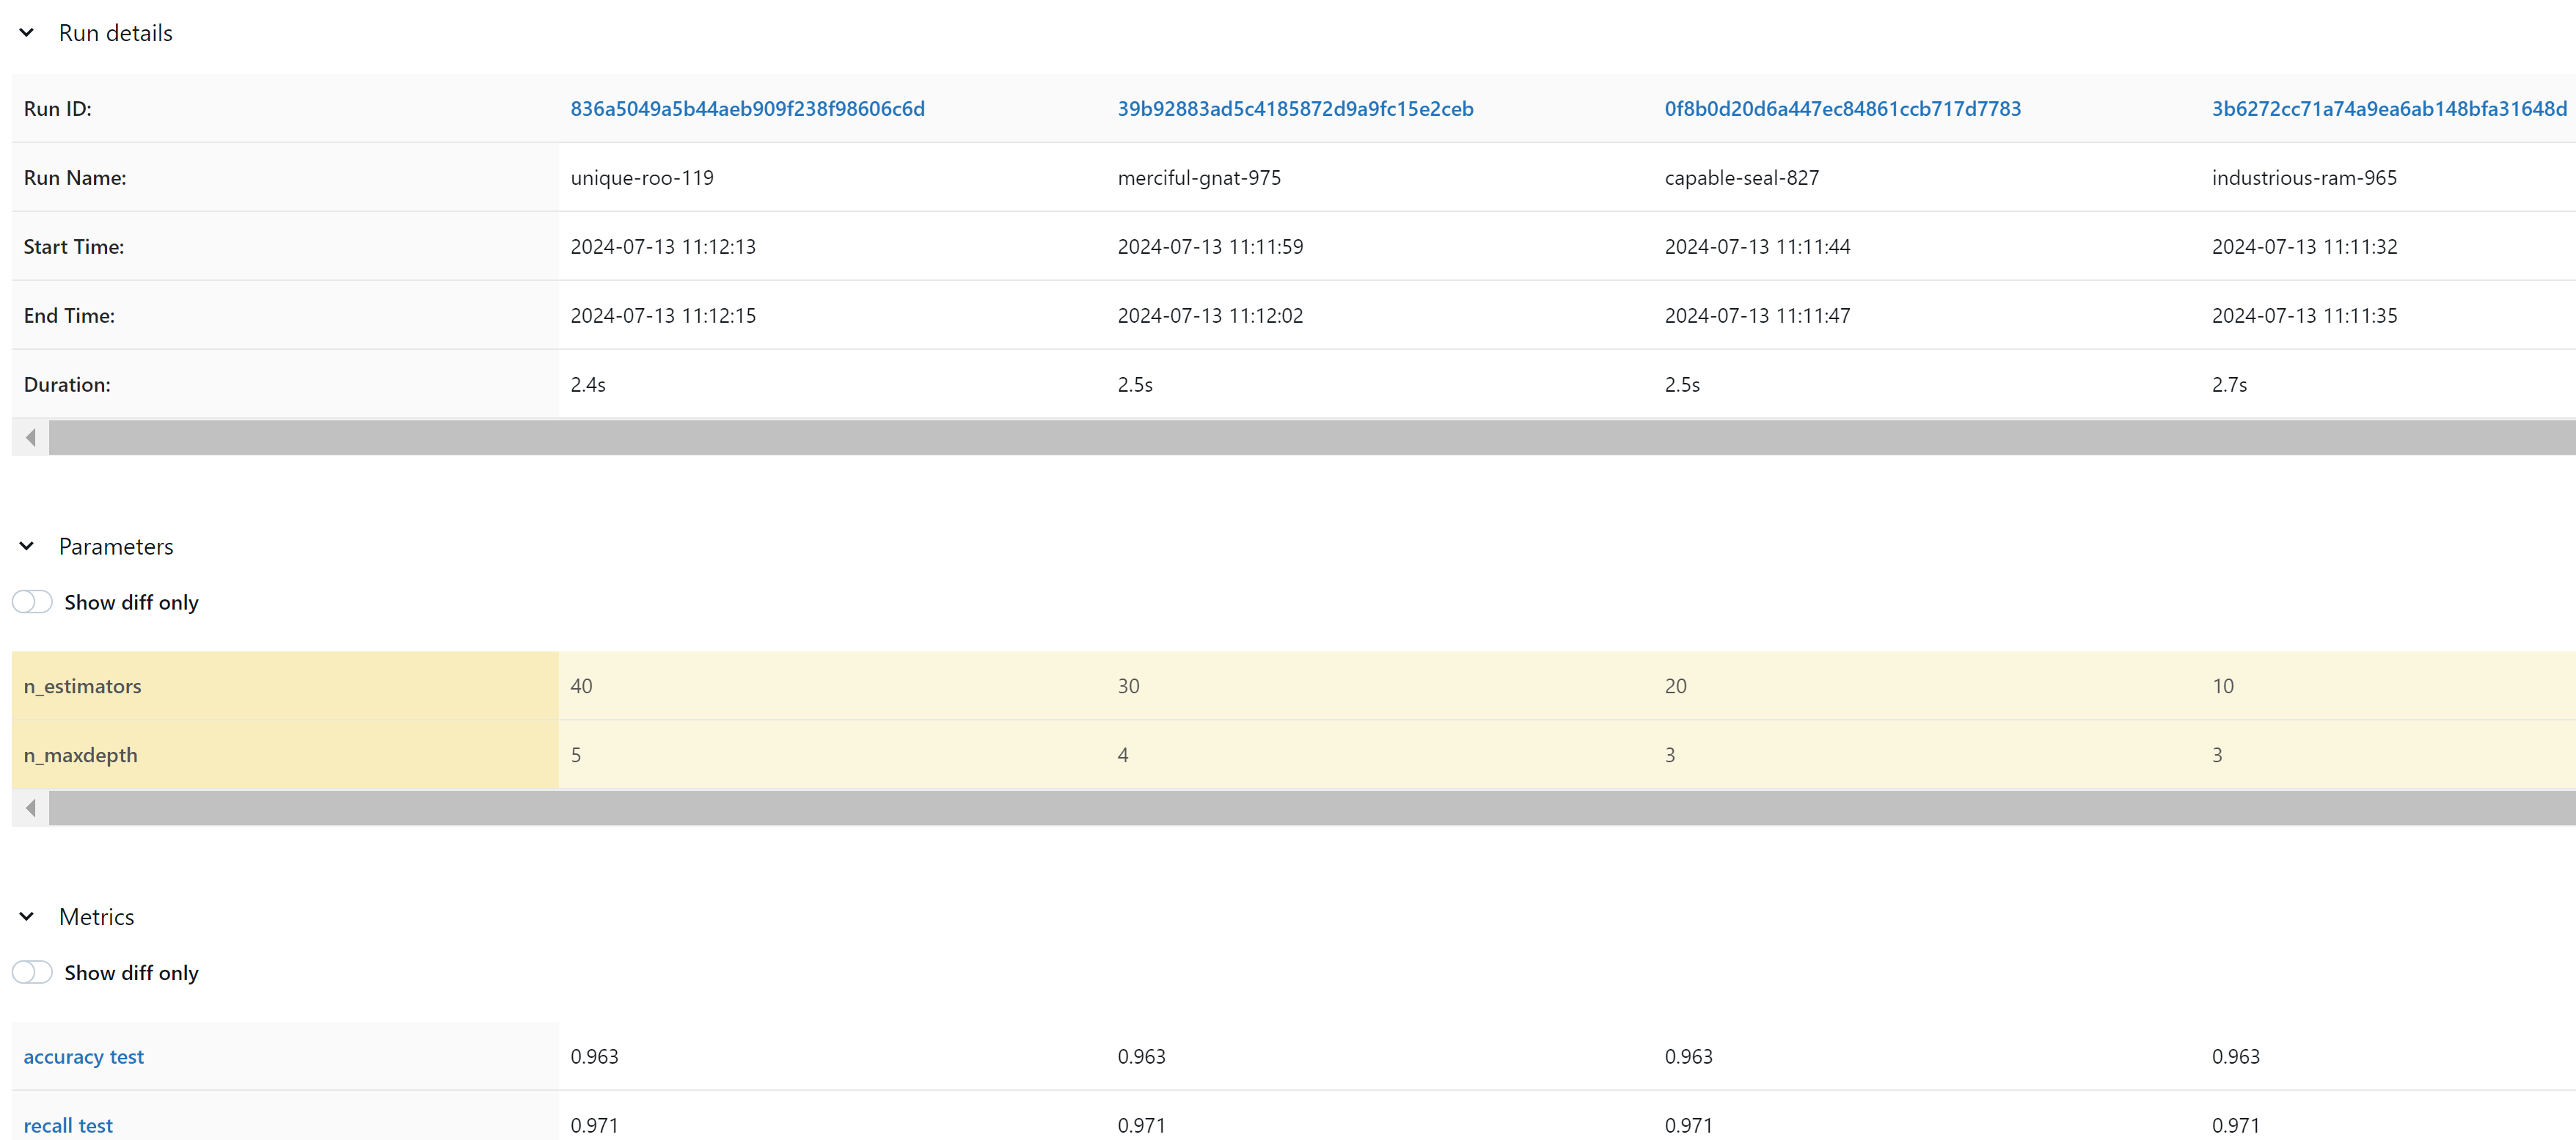 Run details
Run ID: 836a5049a5b44aeb909f238f98606c6d 39b92883ad5c4185872d9a9fc15e2ceb 0f8b0d20d6a447ec84861ccb717d7783 3b6272cc71a74a9ea6ab148bfa31648d
Run Name: unique-roo-119 merciful-gnat-975 capable-seal-827 industrious-ram-965
Start Time: 2024-07-13 11:12:13 2024-07-13 11:11:59 2024-07-13 11:11:44 2024-07-13 11:11:32
End Time: 2024-07-13 11:12:15 2024-07-13 11:12:02 2024-07-13 11:11:47 2024-07-13 11:11:35
Duration: 2.4s 2.5s 2.5s 2.7s
Parameters
Show diff only
n_estimators 40 30 20 10
n_maxdepth 5 4 3 3
Metrics
Show diff only
accuracy test 0.963 0.963 0.963 0.963
recall test 0.971 0.971 0.971 0.971